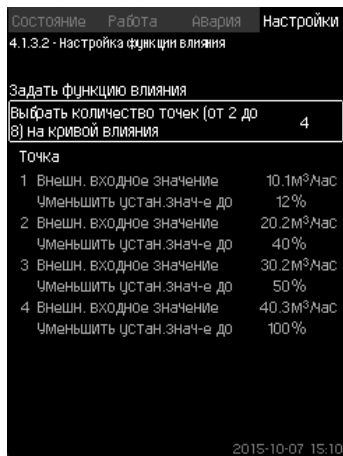 Состояние Работа Авария Настройки
4.1.3.2 - Настройка функции влияния
Задать функцию влияния
Выбрать количество точек (от 2 до 4
8) на кривой влияния
Точка
1 Внешн. входное значение 10.1м³/час
Уменьшить устан.знач-е до 12%
2 Внешн. входное значение 20.2м³/час
Уменьшить устан.знач-е до 40%
3 Внешн. входное значение 30.2м³/час
Уменьшить устан.знач-е до 50%
4 Внешн. входное значение 40.3м³/час
Уменьшить устан.знач-е до 100%
2015-10-07 15:10